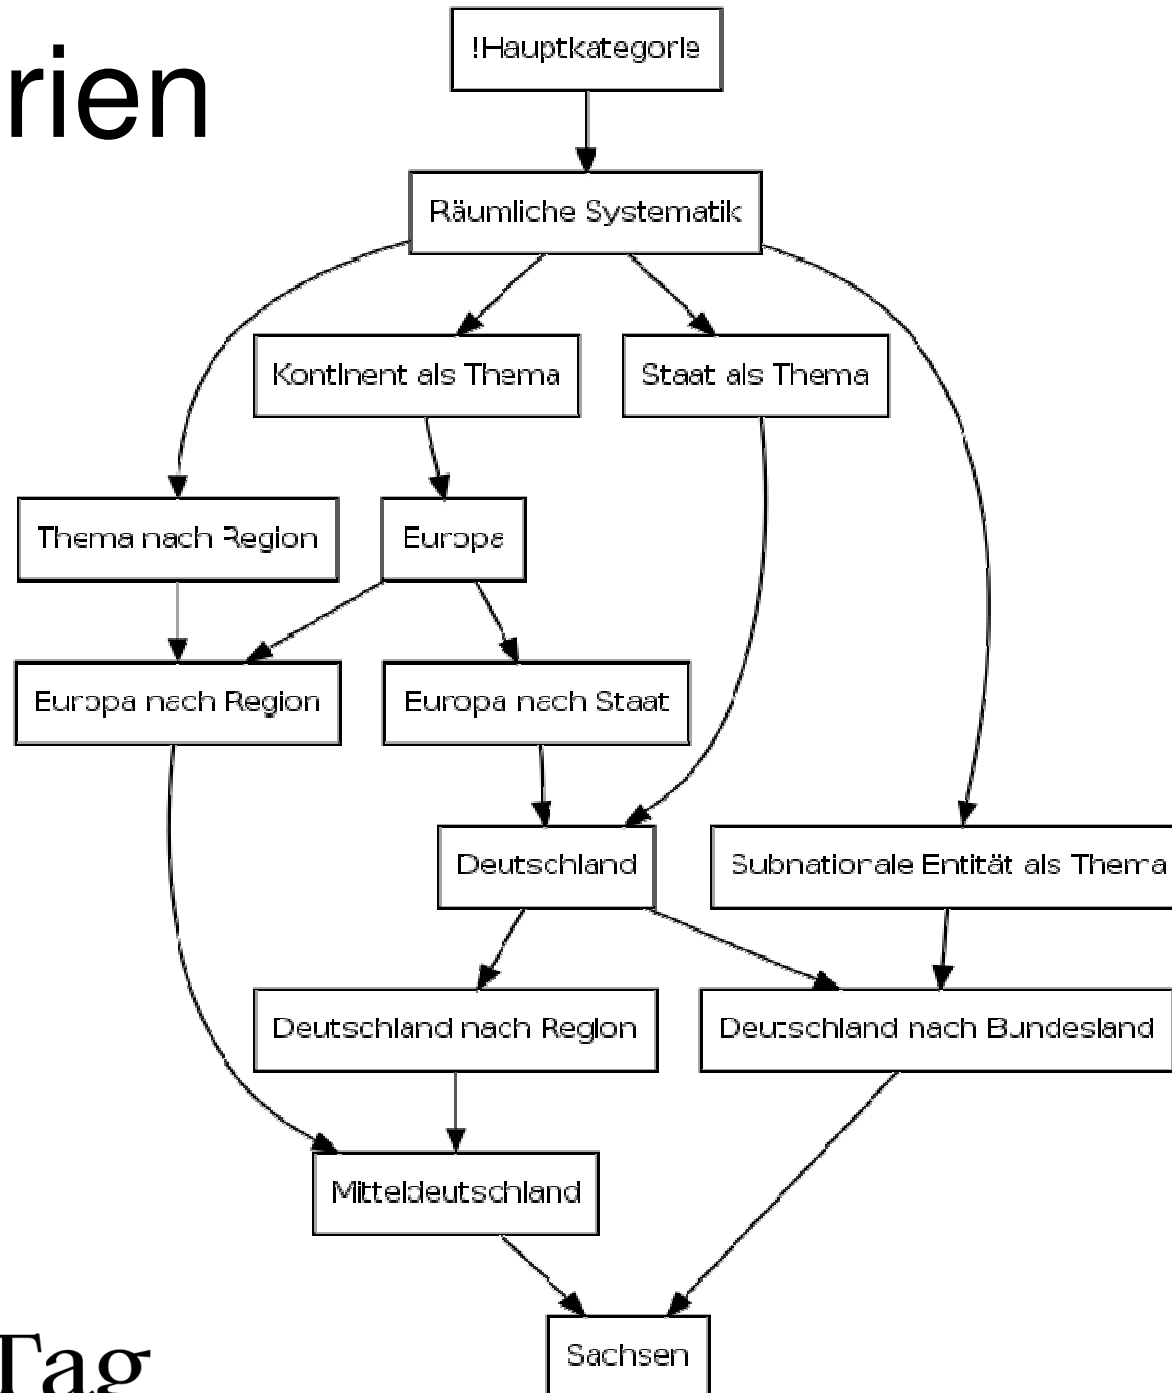 rien
!Hauptkategorie
Räumliche Systematik
Kontinent als Thema
Staat als Thema
Thema nach Region
Europa
Europa nach Region
Europa nach Staat
Deutschland
Subnationale Entität als Thema
Deutschland nach Region
Deutschland nach Bundesland
Mitteldeutschland
Sachsen
Tag